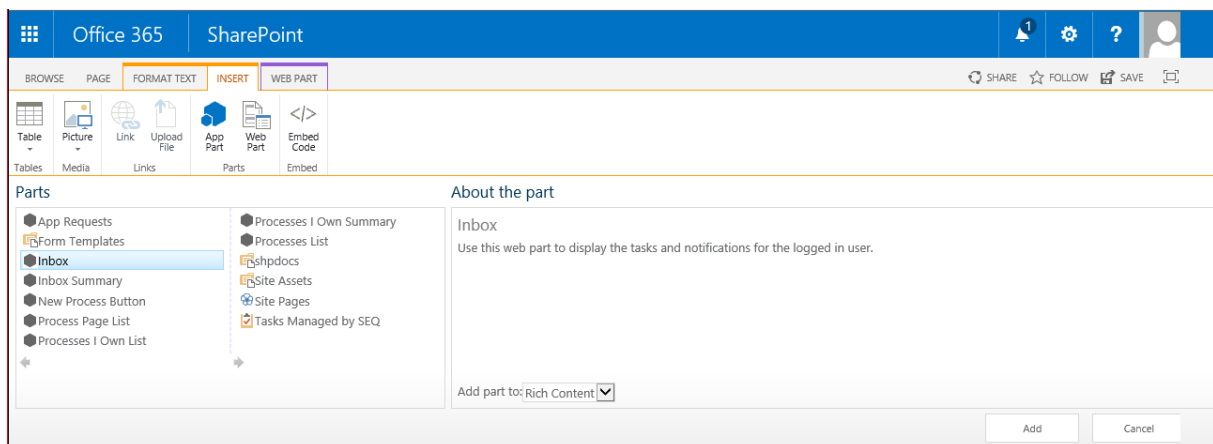 Office 365 SharePoint 1 ?
BROWSE PAGE FORMAT TEXT INSERT WEB PART SHARE FOLLOW SAVE
Table Picture Link Upload File App Part Web Part </> Embed Code
Tables Media Links Parts Embed
Parts
App Requests
Form Templates
Inbox
Inbox Summary
New Process Button
Process Page List
Processes I Own List
Processes I Own Summary
Processes List
shpdocs
Site Assets
Site Pages
Tasks Managed by SEQ
About the part
Inbox
Use this web part to display the tasks and notifications for the logged in user.
Add part to: Rich Content
Add Cancel